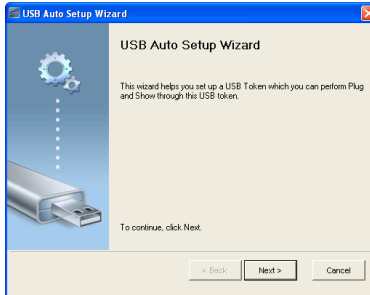 USB Auto Setup Wizard
USB Auto Setup Wizard
This wizard helps you set up a USB Token which you can perform Plug
and Show through this USB token.
To continue, click Next.
< Back
Next >
Cancel